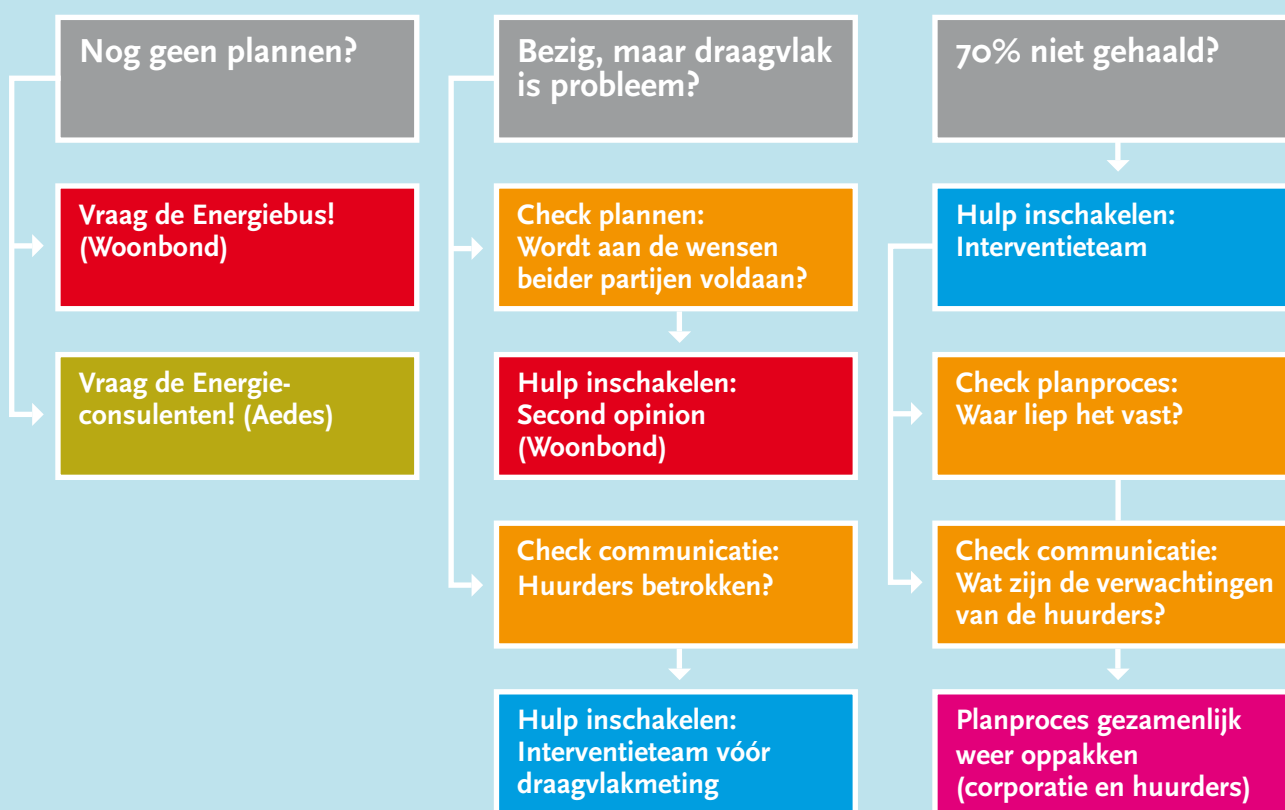 Nog geen plannen?
Vraag de Energiebus!
(Woonbond)
Vraag de Energie-
consulenten! (Aedes)
Bezig, maar draagvlak
is probleem?
Check plannen:
Wordt aan de wensen
beider partijen voldaan?
Hulp inschakelen:
Second opinion
(Woonbond)
Check communicatie:
Huurders betrokken?
Hulp inschakelen:
Interventieteam vóór
draagvlakmeting
70% niet gehaald?
Hulp inschakelen:
Interventieteam
Check planproces:
Waar liep het vast?
Check communicatie:
Wat zijn de verwachtingen
van de huurders?
Planproces gezamenlijk
weer oppakken
(corporatie en huurders)